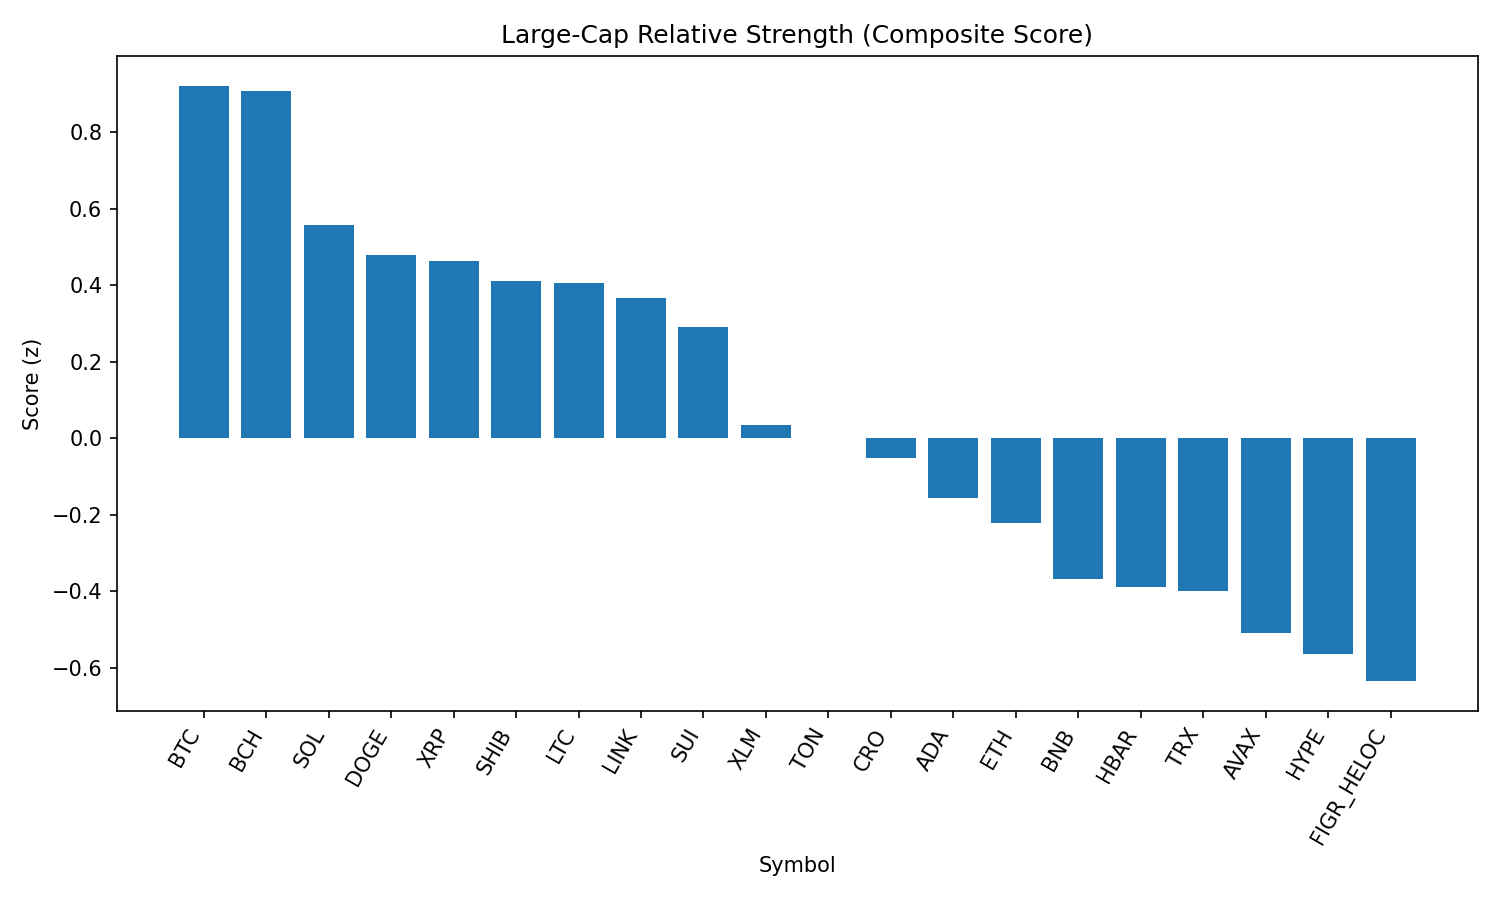 Large-Cap Relative Strength (Composite Score)
Score (z)
0.8
0.6
0.4
0.2
0.0
−0.2
−0.4
−0.6
BTC
BCH
SOL
DOGE
XRP
SHIB
LTC
LINK
SUI
XLM
TON
CRO
ADA
ETH
BNB
HBAR
TRX
AVAX
HYPE
FIGR_HELOC
Symbol